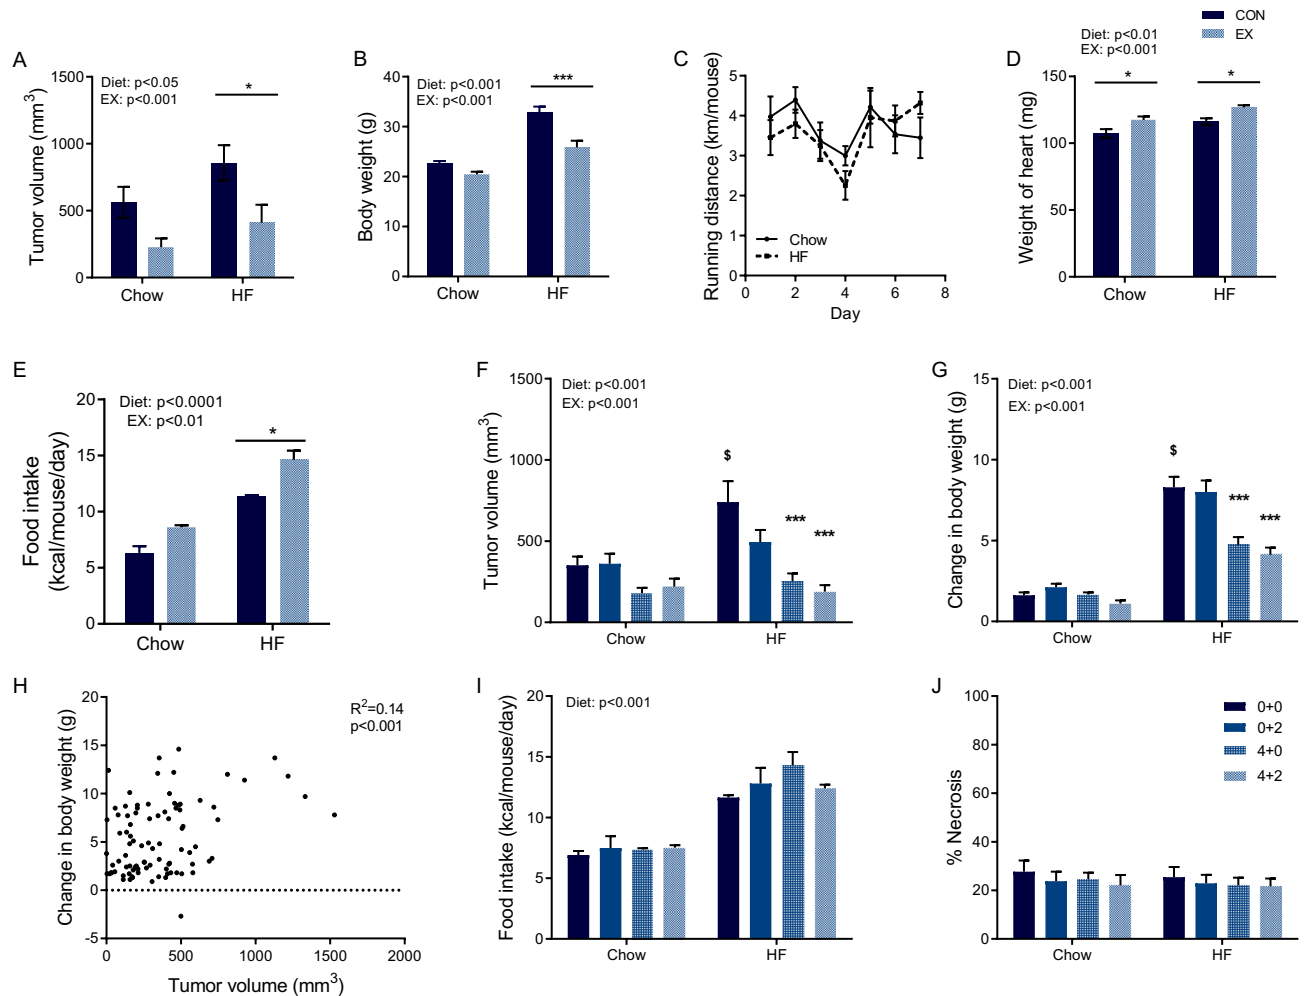 CON
EX
A
Diet: p<0.05
EX: p<0.001
*
Tumor volume (mm³)
1500
1000
500
0
Chow
HF
B
Diet: p<0.001
EX: p<0.001
***
Body weight (g)
40
30
20
10
0
Chow
HF
C
Running distance (km/mouse)
5
4
3
2
1
0
Chow
HF
0
2
4
6
8
Day
D
Diet: p<0.01
EX: p<0.001
*
*
Weight of heart (mg)
150
100
50
0
Chow
HF
E
Diet: p<0.0001
EX: p<0.01
*
Food intake
(kcal/mouse/day)
20
15
10
5
0
Chow
HF
F
Diet: p<0.001
EX: p<0.001
$
***
***
Tumor volume (mm³)
1500
1000
500
0
Chow
HF
G
Diet: p<0.001
EX: p<0.001
$
***
***
Change in body weight (g)
15
10
5
0
Chow
HF
H
R²=0.14
p<0.001
Change in body weight (g)
20
15
10
5
0
-5
0
500
1000
1500
2000
Tumor volume (mm³)
I
Diet: p<0.001
Food intake (kcal/mouse/day)
20
15
10
5
0
Chow
HF
J
0+0
0+2
4+0
4+2
% Necrosis
100
80
60
40
20
0
Chow
HF